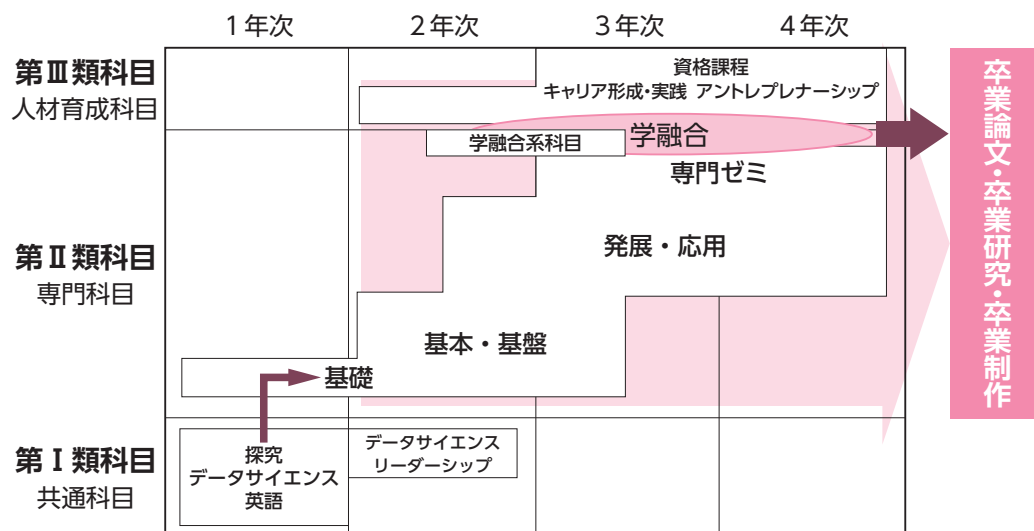 1年次
2年次
3年次
4年次
第Ⅲ類科目
人材育成科目
資格課程
キャリア形成・実践 アントレプレナーシップ
学融合
学融合系科目
専門ゼミ
第Ⅱ類科目
専門科目
発展・応用
基本・基盤
基礎
第Ⅰ類科目
共通科目
探究
データサイエンス
英語
データサイエンス
リーダーシップ
卒業論文・卒業研究・卒業制作